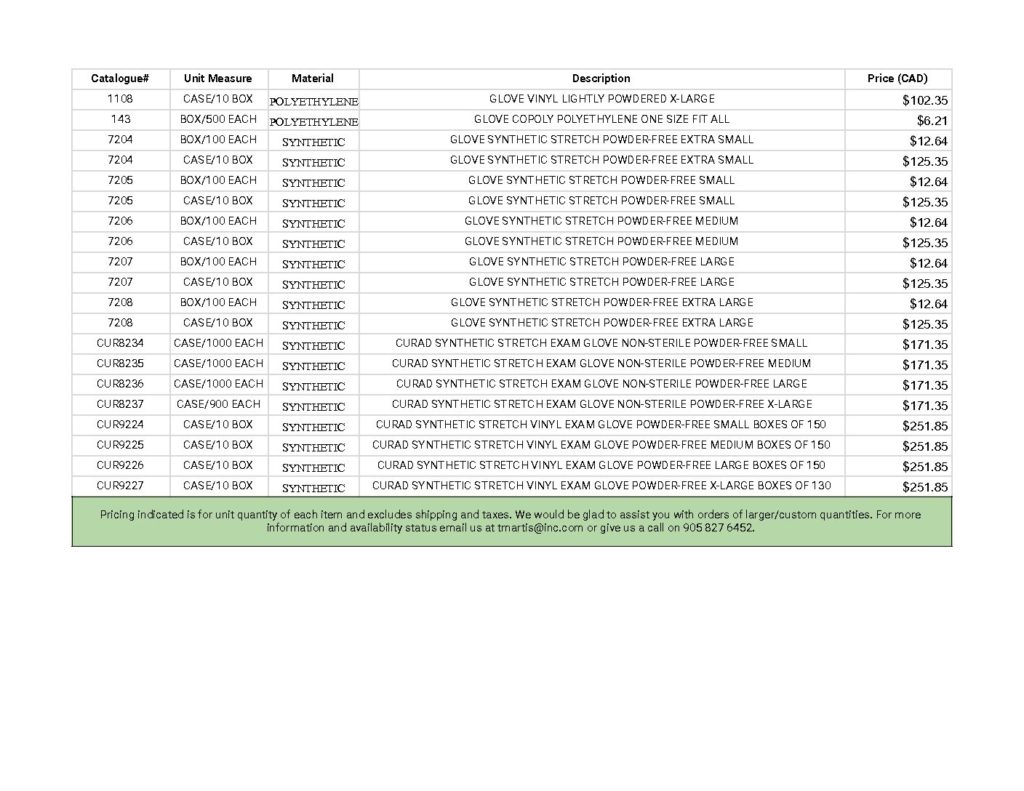 Catalogue# Unit Measure Material Description Price (CAD)
1108 CASE/10 BOX POLYETHYLENE GLOVE VINYL LIGHTLY POWDERED X-LARGE $102.35
143 BOX/500 EACH POLYETHYLENE GLOVE COPOLY POLYETHYLENE ONE SIZE FIT ALL $6.21
7204 BOX/100 EACH SYNTHETIC GLOVE SYNTHETIC STRETCH POWDER-FREE EXTRA SMALL $12.64
7204 CASE/10 BOX SYNTHETIC GLOVE SYNTHETIC STRETCH POWDER-FREE EXTRA SMALL $125.35
7205 BOX/100 EACH SYNTHETIC GLOVE SYNTHETIC STRETCH POWDER-FREE SMALL $12.64
7205 CASE/10 BOX SYNTHETIC GLOVE SYNTHETIC STRETCH POWDER-FREE SMALL $125.35
7206 BOX/100 EACH SYNTHETIC GLOVE SYNTHETIC STRETCH POWDER-FREE MEDIUM $12.64
7206 CASE/10 BOX SYNTHETIC GLOVE SYNTHETIC STRETCH POWDER-FREE MEDIUM $125.35
7207 BOX/100 EACH SYNTHETIC GLOVE SYNTHETIC STRETCH POWDER-FREE LARGE $12.64
7207 CASE/10 BOX SYNTHETIC GLOVE SYNTHETIC STRETCH POWDER-FREE LARGE $125.35
7208 BOX/100 EACH SYNTHETIC GLOVE SYNTHETIC STRETCH POWDER-FREE EXTRA LARGE $12.64
7208 CASE/10 BOX SYNTHETIC GLOVE SYNTHETIC STRETCH POWDER-FREE EXTRA LARGE $125.35
CUR8234 CASE/1000 EACH SYNTHETIC CURAD SYNTHETIC STRETCH EXAM GLOVE NON-STERILE POWDER-FREE SMALL $171.35
CUR8235 CASE/1000 EACH SYNTHETIC CURAD SYNTHETIC STRETCH EXAM GLOVE NON-STERILE POWDER-FREE MEDIUM $171.35
CUR8236 CASE/1000 EACH SYNTHETIC CURAD SYNTHETIC STRETCH EXAM GLOVE NON-STERILE POWDER-FREE LARGE $171.35
CUR8237 CASE/900 EACH SYNTHETIC CURAD SYNTHETIC STRETCH EXAM GLOVE NON-STERILE POWDER-FREE X-LARGE $171.35
CUR9224 CASE/10 BOX SYNTHETIC CURAD SYNTHETIC STRETCH VINYL EXAM GLOVE POWDER-FREE SMALL BOXES OF 150 $251.85
CUR9225 CASE/10 BOX SYNTHETIC CURAD SYNTHETIC STRETCH VINYL EXAM GLOVE POWDER-FREE MEDIUM BOXES OF 150 $251.85
CUR9226 CASE/10 BOX SYNTHETIC CURAD SYNTHETIC STRETCH VINYL EXAM GLOVE POWDER-FREE LARGE BOXES OF 150 $251.85
CUR9227 CASE/10 BOX SYNTHETIC CURAD SYNTHETIC STRETCH VINYL EXAM GLOVE POWDER-FREE X-LARGE BOXES OF 130 $251.85
Pricing indicated is for unit quantity of each item and excludes shipping and taxes. We would be glad to assist you with orders of larger/custom quantities. For more
information and availability status email us at tmartis@inc.com or give us a call on 905 827 6452.